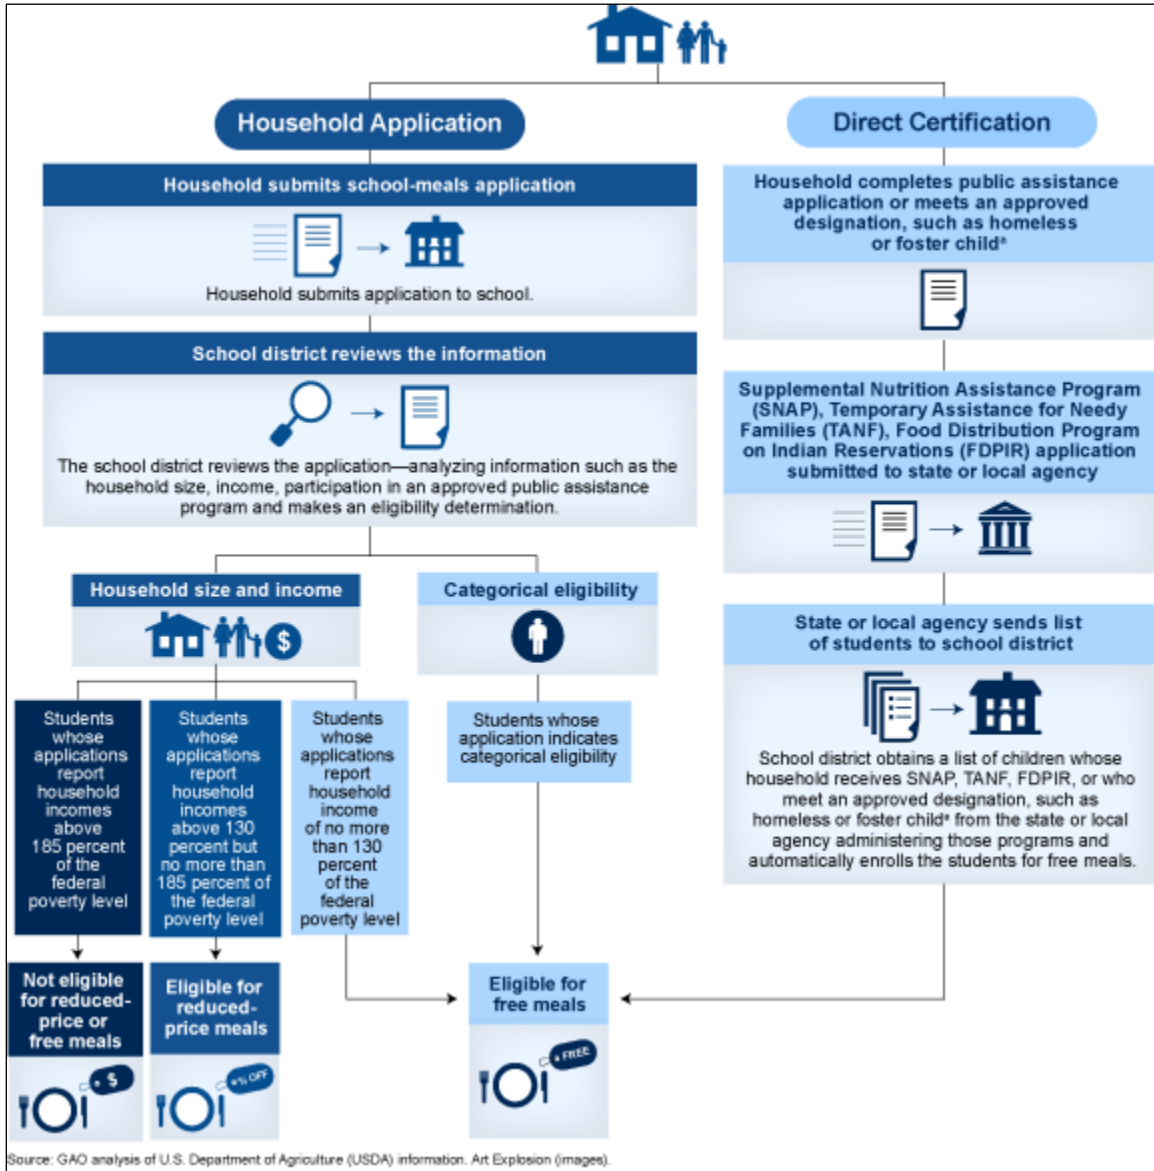 Household Application
Direct Certification
Household submits school-meals application
Household submits application to school.
School district reviews the information
The school district reviews the application—analyzing information such as the
household size, income, participation in an approved public assistance
program and makes an eligibility determination.
Household size and income
$
Categorical eligibility
Students
whose
applications
report
household
incomes
above
185 percent
of the
federal
poverty level
Students
whose
applications
report
household
incomes
above 130
percent but
no more than
185 percent of
the federal
poverty level
Students
whose
applications
report
household
income
of no more
than 130
percent
of the
federal
poverty level
Students whose
application indicates
categorical eligibility
Not eligible
for reduced-
price or
free meals
$
Eligible for
reduced-
price meals
% OFF
Eligible for
free meals
FREE
Household completes public assistance
application or meets an approved
designation, such as homeless
or foster childª
Supplemental Nutrition Assistance Program
(SNAP), Temporary Assistance for Needy
Families (TANF), Food Distribution Program
on Indian Reservations (FDPIR) application
submitted to state or local agency
State or local agency sends list
of students to school district
School district obtains a list of children whose
household receives SNAP, TANF, FDPIR, or who
meet an approved designation, such as
homeless or foster childª from the state or local
agency administering those programs and
automatically enrolls the students for free meals.
Source: GAO analysis of U.S. Department of Agriculture (USDA) information. Art Explosion (images).